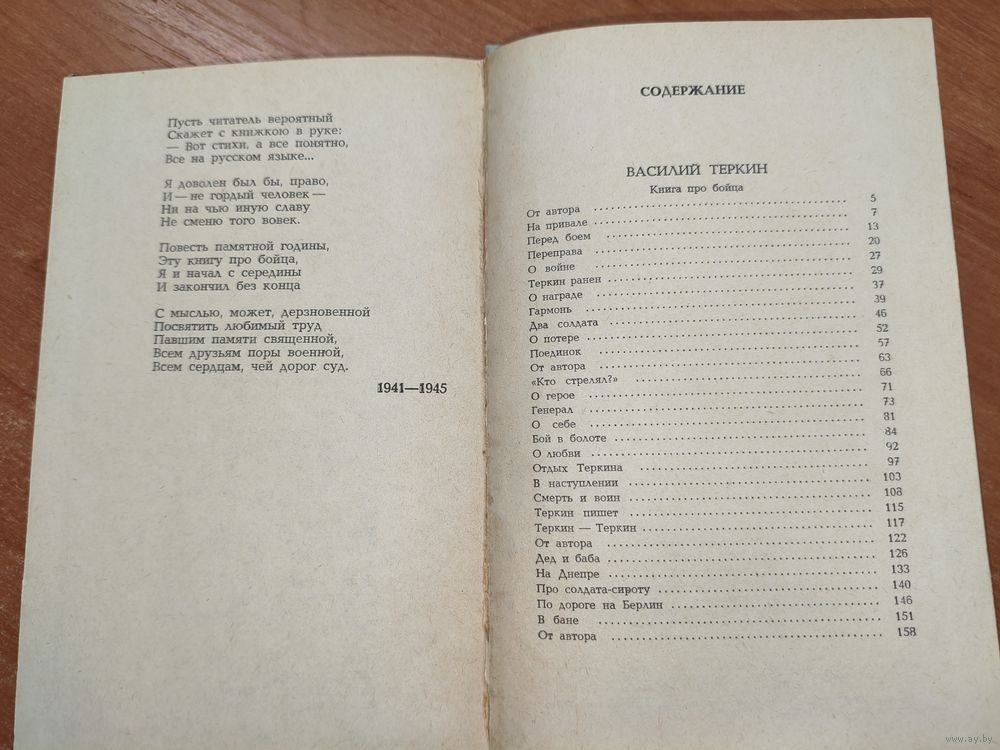 Пусть читатель вероятный
Скажет с книжкою в руке:
— Вот стихи, а все понятно,
Все на русском языке...
Я доволен был бы, право,
И — не гордый человек —
Ни на чью иную славу
Не сменю того вовек.
Повесть памятной годины,
Эту книгу про бойца,
Я и начал с середины
И закончил без конца
С мыслью, может, дерзновенной
Посвятить любимый труд
Павшим памяти священной,
Всем друзьям поры военной,
Всем сердцам, чей дорог суд.
1941—1945
СОДЕРЖАНИЕ
ВАСИЛИЙ ТЕРКИН
Книга про бойца
От автора 5
На привале 7
Перед боем 13
Переправа 20
О войне 27
Теркин ранен 29
О награде 37
Гармонь 39
Два солдата 46
О потере 52
Поединок 57
От автора 63
«Кто стрелял?» 66
О герое 71
Генерал 73
О себе 81
Бой в болоте 84
О любви 92
Отдых Теркина 97
В наступлении 103
Смерть и воин 108
Теркин пишет 115
Теркин — Теркин 117
От автора 122
Дед и баба 126
На Днепре 133
Про солдата-сироту 140
По дороге на Берлин 146
В бане 151
От автора 158
www.ay.by